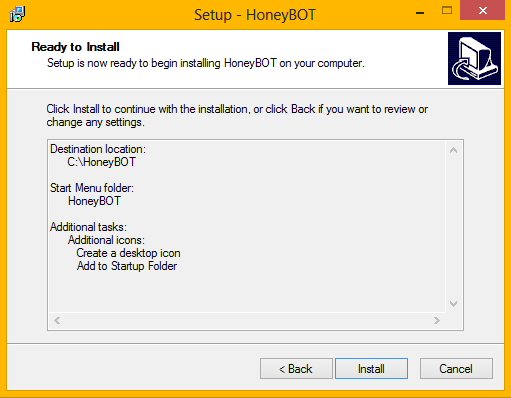 Setup - HoneyBOT
Ready to Install
Setup is now ready to begin installing HoneyBOT on your computer.
Click Install to continue with the installation, or click Back if you want to review or
change any settings.
Destination location:
C:\HoneyBOT
Start Menu folder:
HoneyBOT
Additional tasks:
Additional icons:
Create a desktop icon
Add to Startup Folder
< Back
Install
Cancel